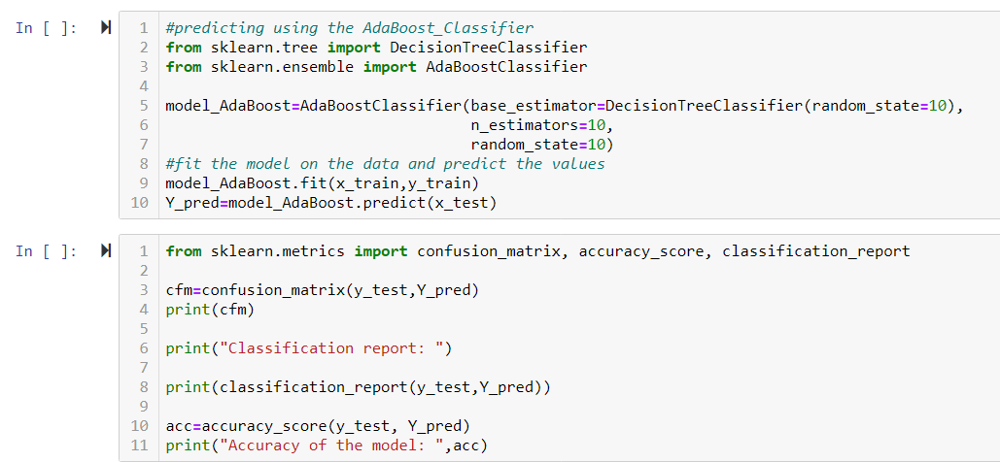 In [ ]:
1 #predicting using the AdaBoost_Classifier
2 from sklearn.tree import DecisionTreeClassifier
3 from sklearn.ensemble import AdaBoostClassifier
4
5 model_AdaBoost=AdaBoostClassifier(base_estimator=DecisionTreeClassifier(random_state=10),
6                                   n_estimators=10,
7                                   random_state=10)
8 #fit the model on the data and predict the values
9 model_AdaBoost.fit(x_train,y_train)
10 Y_pred=model_AdaBoost.predict(x_test)
In [ ]:
1 from sklearn.metrics import confusion_matrix, accuracy_score, classification_report
2
3 cfm=confusion_matrix(y_test,Y_pred)
4 print(cfm)
5
6 print("Classification report: ")
7
8 print(classification_report(y_test,Y_pred))
9
10 acc=accuracy_score(y_test, Y_pred)
11 print("Accuracy of the model: ",acc)